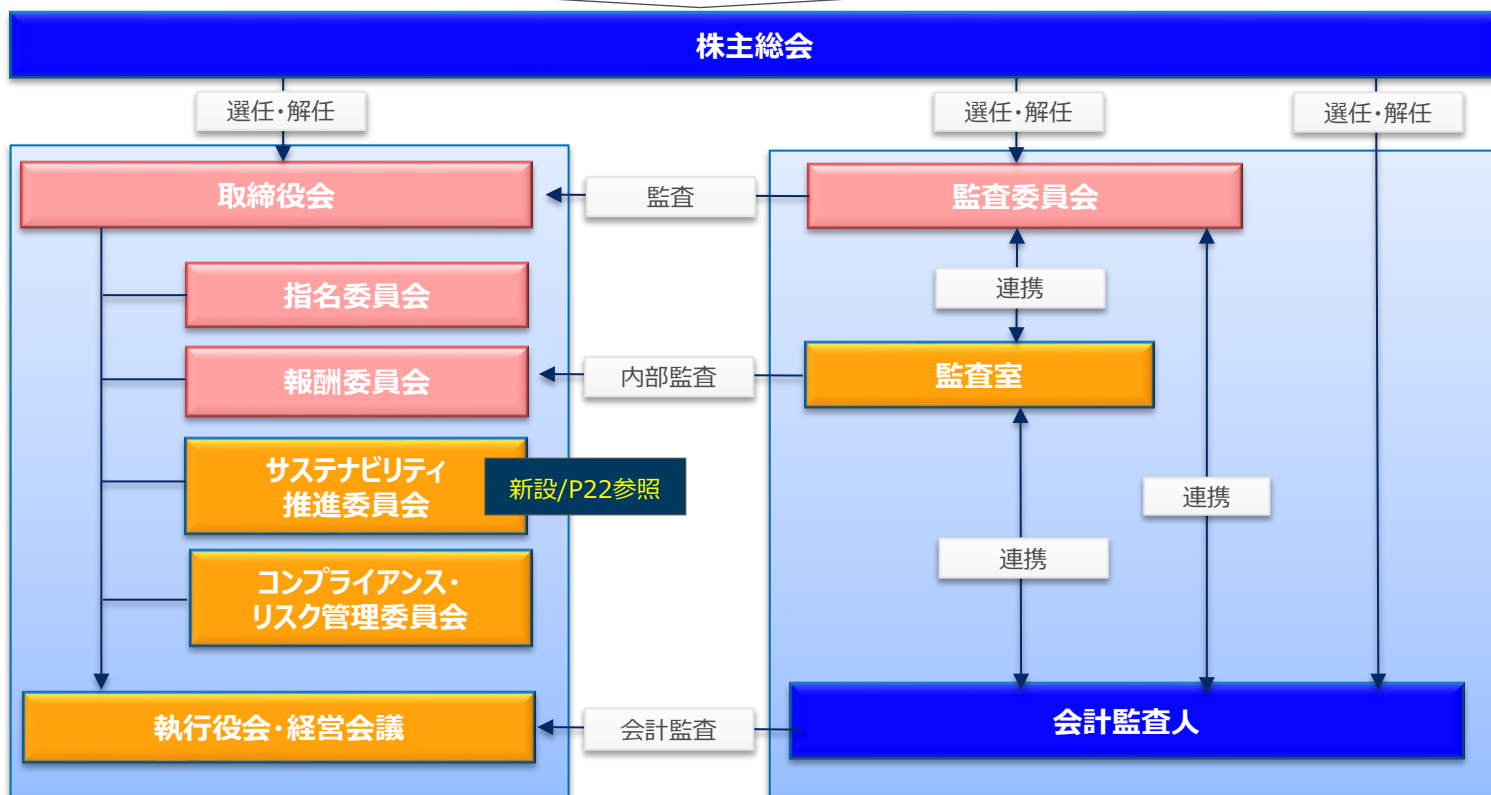 株主総会
選任・解任
選任・解任
選任・解任
取締役会
監査
監査委員会
指名委員会
連携
報酬委員会
内部監査
監査室
サステナビリティ
推進委員会
新設/P22参照
連携
連携
コンプライアンス・
リスク管理委員会
執行役会・経営会議
会計監査
会計監査人